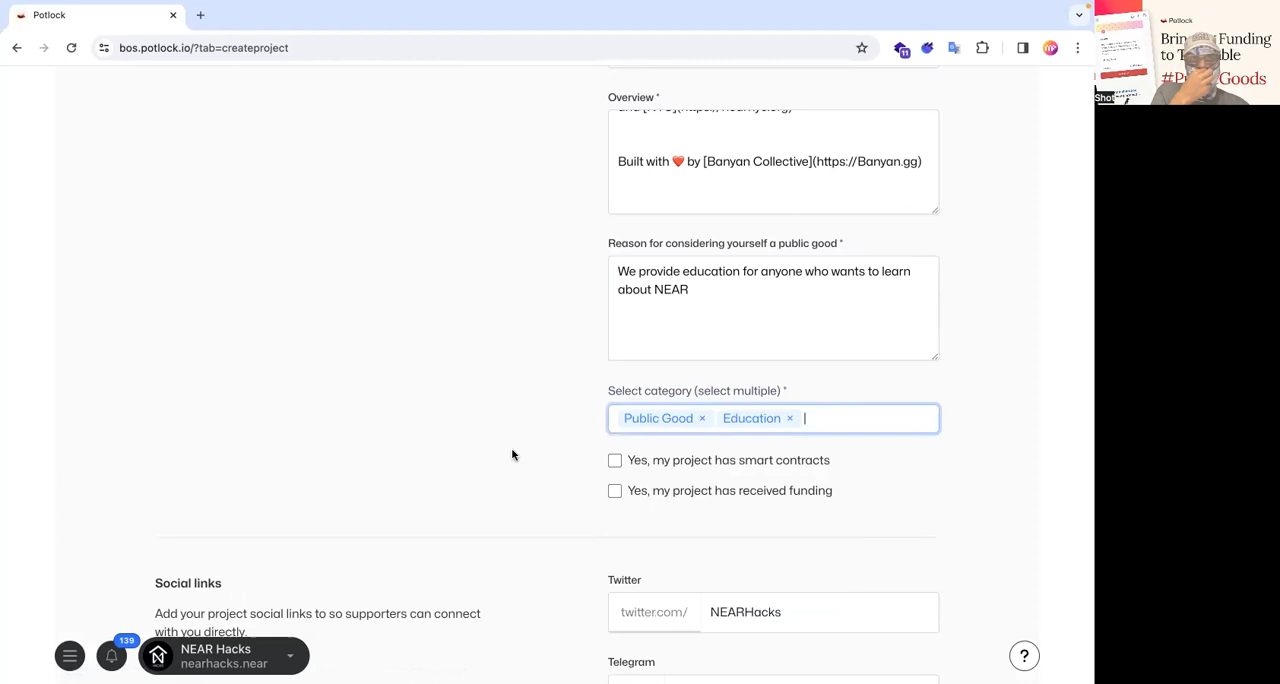 Potlock
bos.potlock.io/?tab=createproject
11
Potlock
to T
Shot
Overview *
Built with ❤️ by [Banyan Collective](https://Banyan.gg)
Reason for considering yourself a public good *
We provide education for anyone who wants to learn
about NEAR
Select category (select multiple) *
Public Good × Education ×
Yes, my project has smart contracts
Yes, my project has received funding
Social links
Add your project social links to so supporters can connect
with you directly.
Twitter
twitter.com/ NEARHacks
Telegram
139
NEAR Hacks
nearhacks.near
?